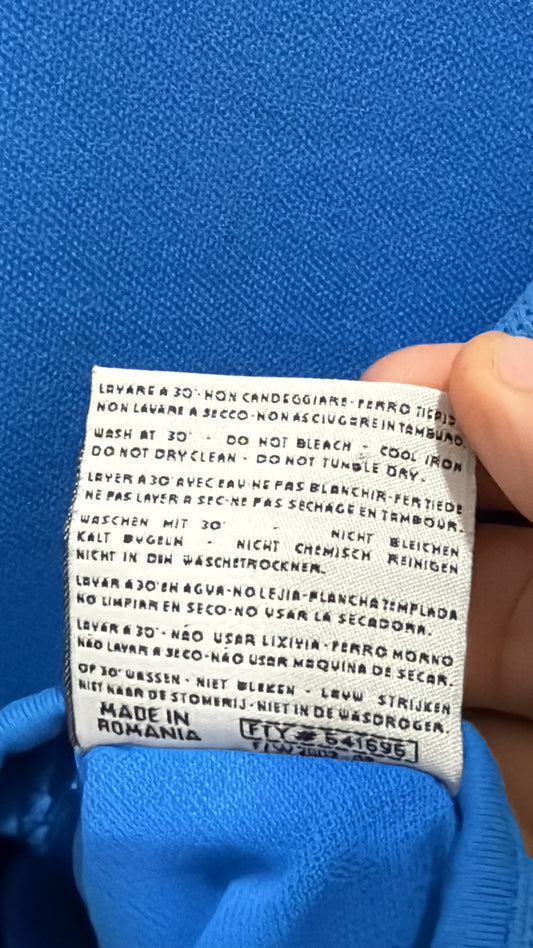 LAVARE A 30°-NON CANDEGGIARE-FERRO TIEPIDO
NON LAVARE A SECCO-NON ASCIUGARE IN TAMBURO
WASH AT 30° - DO NOT BLEACH - COOL IRON
DO NOT DRYCLEAN - DO NOT TUMBLE DRY-
LAVER A 30° AVEC EAU-NE PAS BLANCHIR-FER TIEDE
NE PAS LAVER A SEC-NE PAS SECHAGE EN TAMBOUR.
WASCHEN MIT 30° - NICHT BLEICHEN
KALT BVGELN - NICHT CHEMISCH REINIGEN
NICHT IN DEN WASCHETROCKNER.
LAVAR A 30°EN AGUA-NO LEJIA-PLANCHA TEMPLADA
NO LIMPIAR EN SECO-NO USAR LA SECADORA.
LAVAR A 30°- NÃO USAR LIXIVIA-FERRO MORNO
NÃO LAVAR A SECO-NÃO USAR MAQUINA DE SECAR.
OP 30° WASSEN - NIET BLEKEN - LAUW STRIJKEN
NIET NAAR DE STOMERIJ-NIET IN DE WASDROGER.
MADE IN
ROMANIA
FTY# 641696